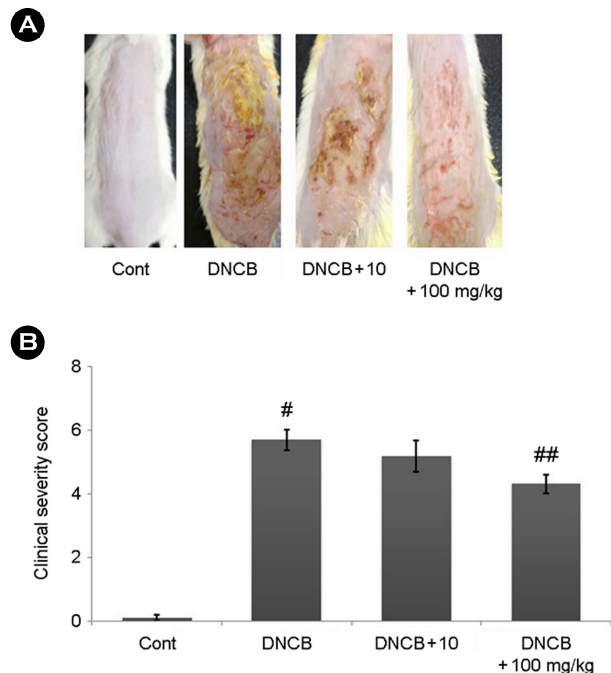 A
Cont
DNCB
DNCB+10
DNCB
+100 mg/kg
B
Clinical severity score
8
6
4
2
0
#
##
Cont
DNCB
DNCB+10
DNCB
+100 mg/kg